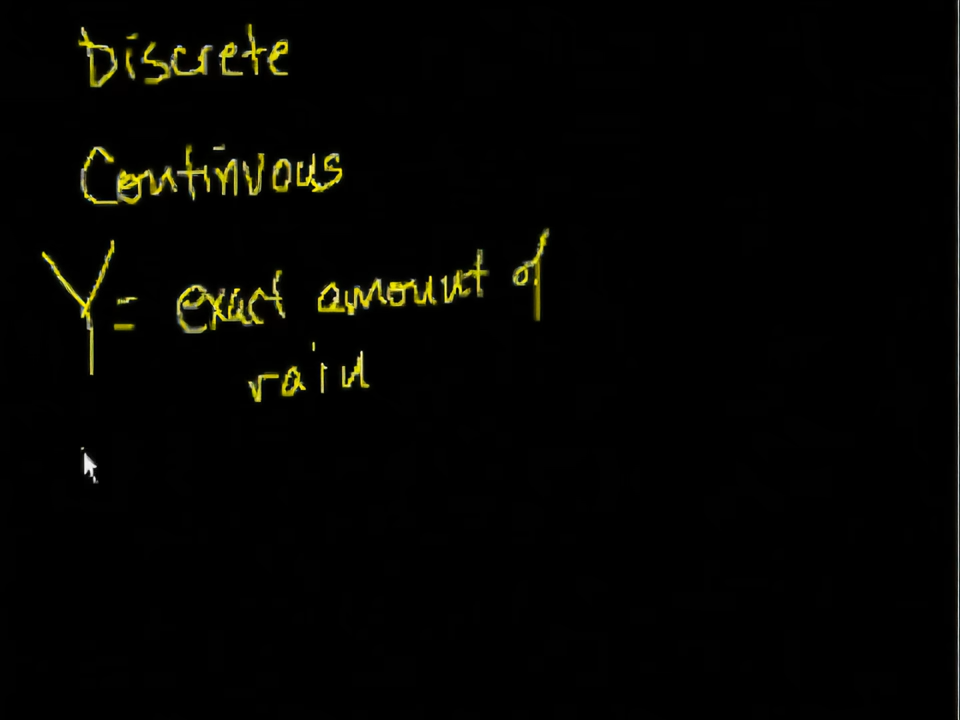 Discrete
Continuous
Y = exact amount of
rain